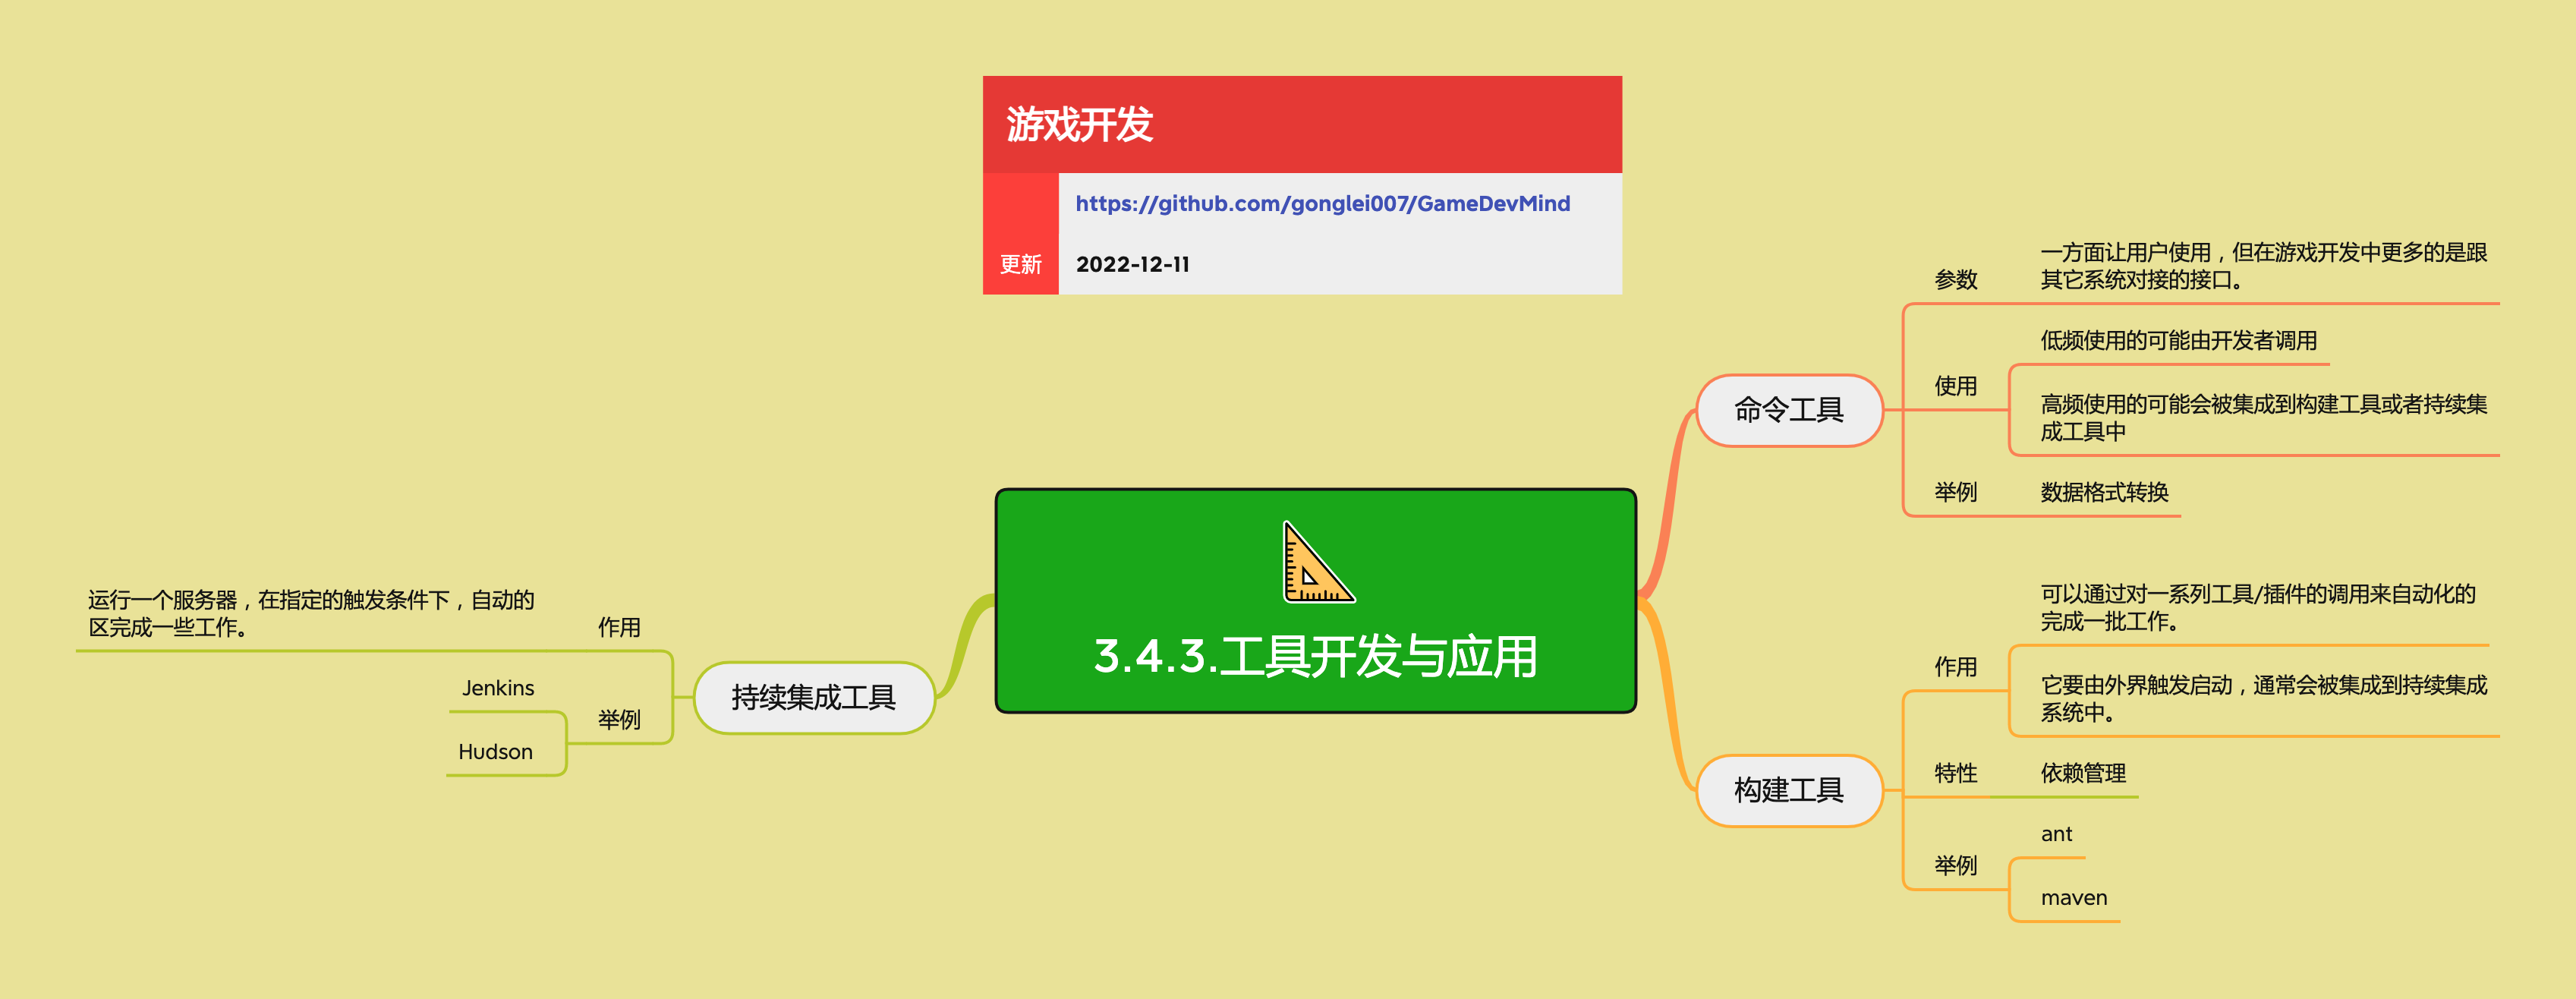 游戏开发
https://github.com/gonglei007/GameDevMind
更新
2022-12-11
3.4.3.工具开发与应用
命令工具
参数
一方面让用户使用，但在游戏开发中更多的是跟
其它系统对接的接口。
使用
低频使用的可能由开发者调用
高频使用的可能会被集成到构建工具或者持续集
成工具中
举例
数据格式转换
构建工具
作用
可以通过对一系列工具/插件的调用来自动化的
完成一批工作。
它要由外界触发启动，通常会被集成到持续集成
系统中。
特性
依赖管理
举例
ant
maven
持续集成工具
作用
运行一个服务器，在指定的触发条件下，自动的
区完成一些工作。
举例
Jenkins
Hudson